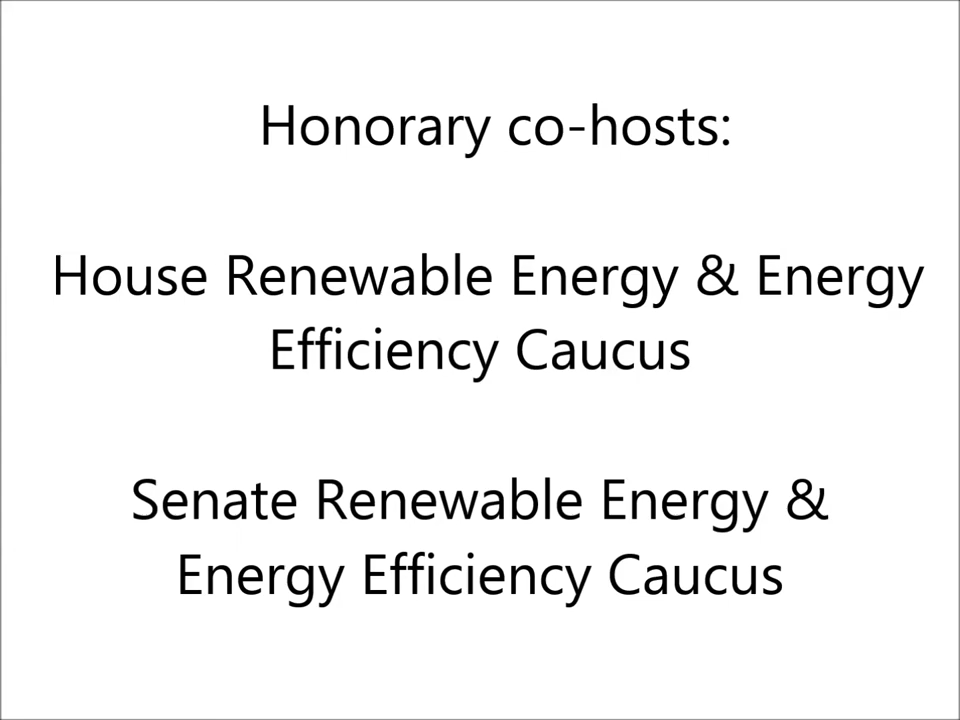 Honorary co-hosts:
House Renewable Energy & Energy
Efficiency Caucus
Senate Renewable Energy &
Energy Efficiency Caucus